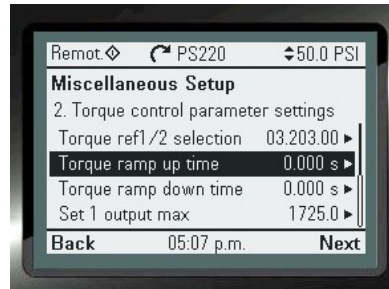 Remot. PS220 50.0 PSI
Miscellaneous Setup
2. Torque control parameter settings
Torque ref1/2 selection 03.203.00
Torque ramp up time 0.000 s
Torque ramp down time 0.000 s
Set 1 output max 1725.0
Back 05:07 p.m. Next